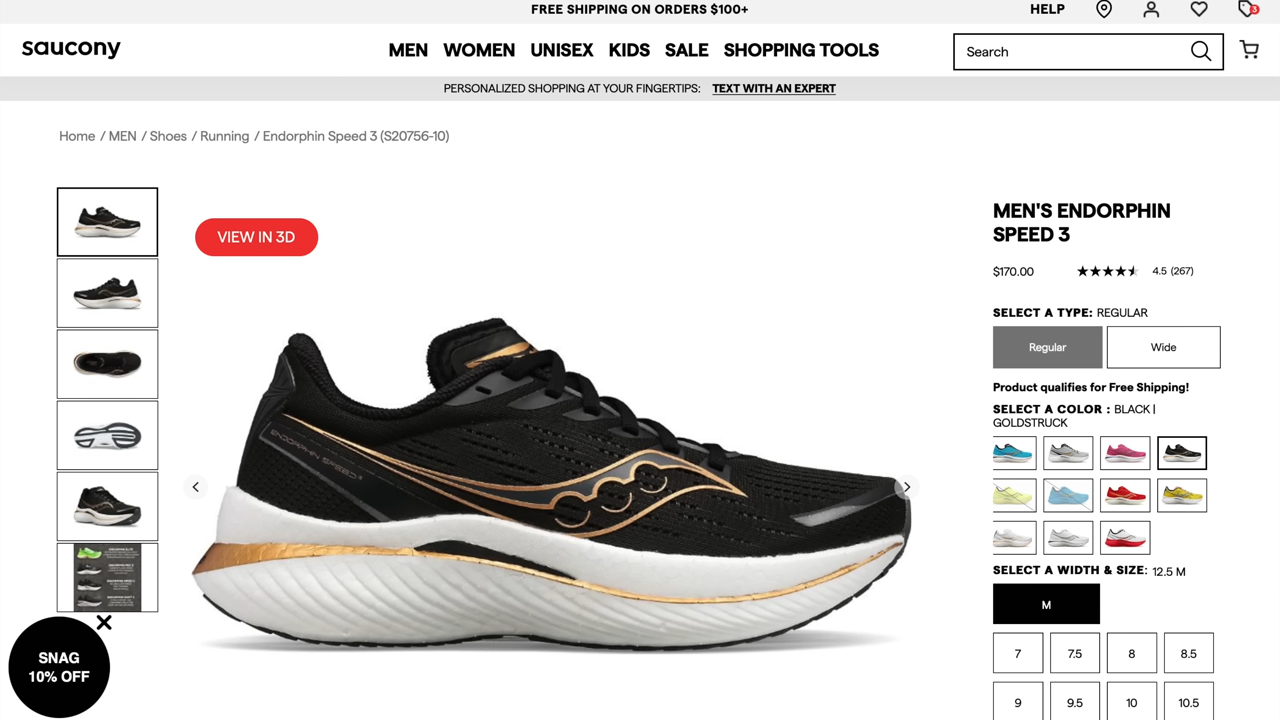 FREE SHIPPING ON ORDERS $100+
HELP
3
saucony
MEN WOMEN UNISEX KIDS SALE SHOPPING TOOLS
Search
PERSONALIZED SHOPPING AT YOUR FINGERTIPS: TEXT WITH AN EXPERT
Home / MEN / Shoes / Running / Endorphin Speed 3 (S20756-10)
VIEW IN 3D
ENDORPHIN SPEED 3
MEN'S ENDORPHIN
SPEED 3
$170.00 4.5 (267)
SELECT A TYPE: REGULAR
Regular Wide
Product qualifies for Free Shipping!
SELECT A COLOR : BLACK |
GOLDSTRUCK
SELECT A WIDTH & SIZE: 12.5 M
M
7 7.5 8 8.5
9 9.5 10 10.5
SNAG
10% OFF